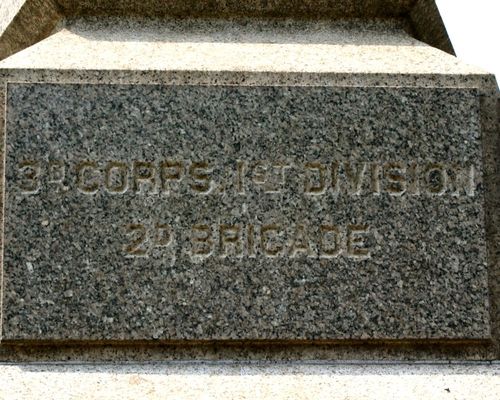 3D. CORPS. 1ST DIVISION
2D. BRIGADE